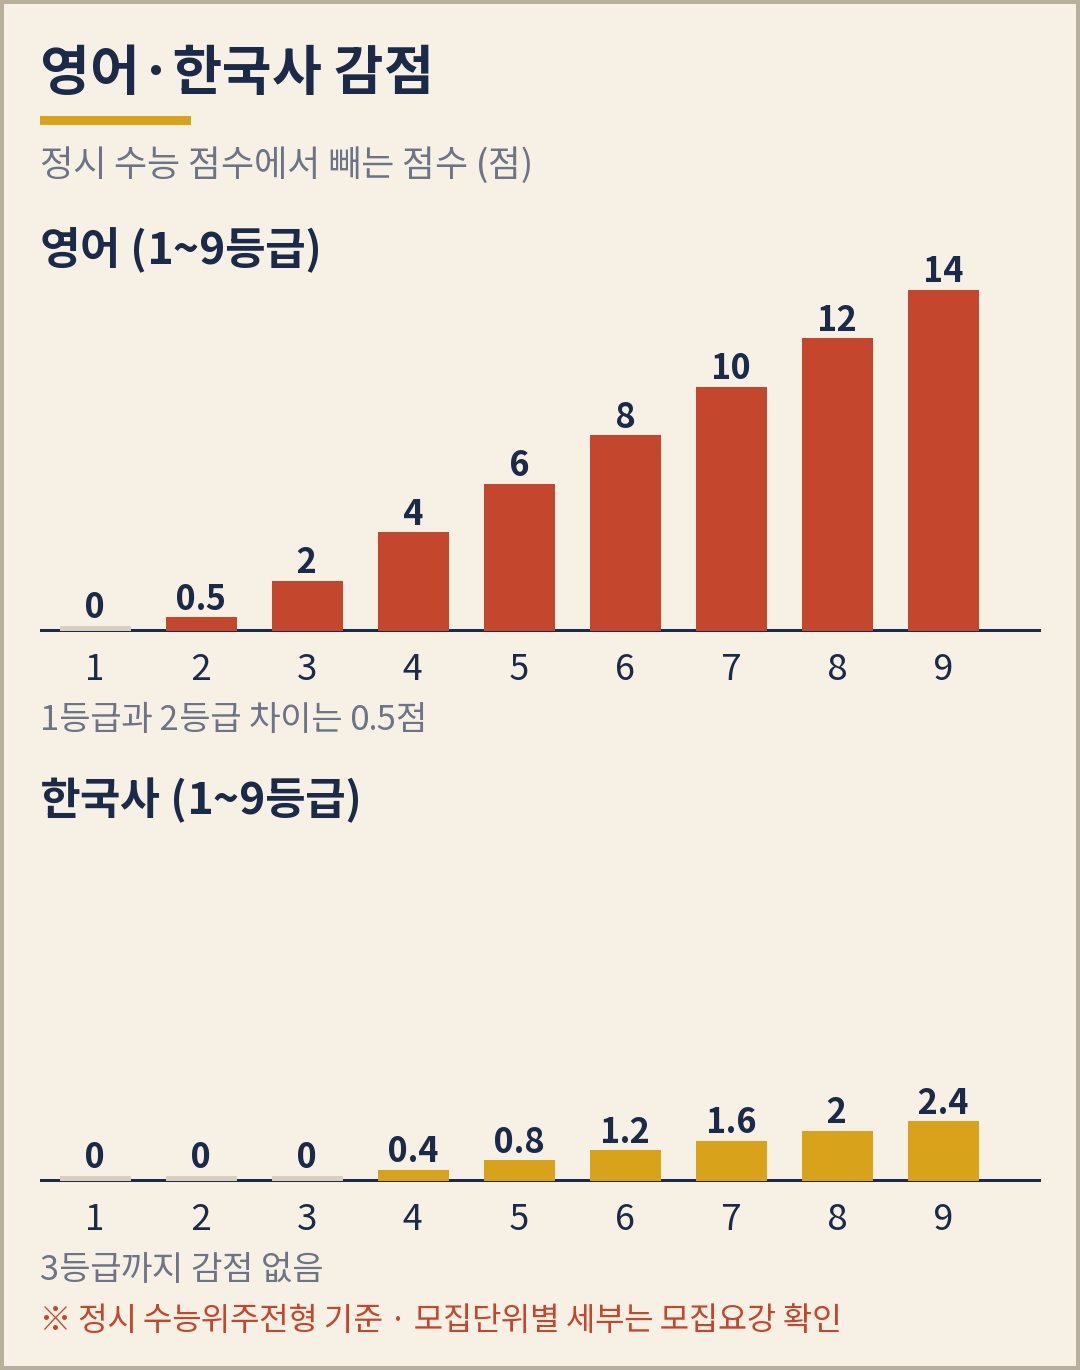 영어·한국사 감점
정시 수능 점수에서 빼는 점수 (점)
영어 (1~9등급)
0 0.5 2 4 6 8 10 12 14
1 2 3 4 5 6 7 8 9
1등급과 2등급 차이는 0.5점
한국사 (1~9등급)
0 0 0 0.4 0.8 1.2 1.6 2 2.4
1 2 3 4 5 6 7 8 9
3등급까지 감점 없음
※ 정시 수능위주전형 기준 · 모집단위별 세부는 모집요강 확인